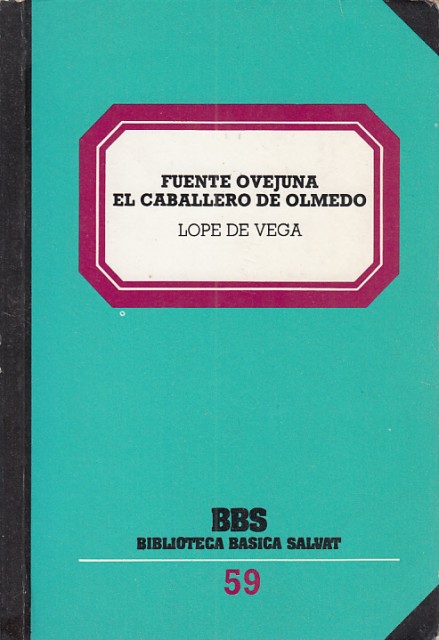 FUENTE OVEJUNA
EL CABALLERO DE OLMEDO
LOPE DE VEGA
BBS
BIBLIOTECA BASICA SALVAT
59